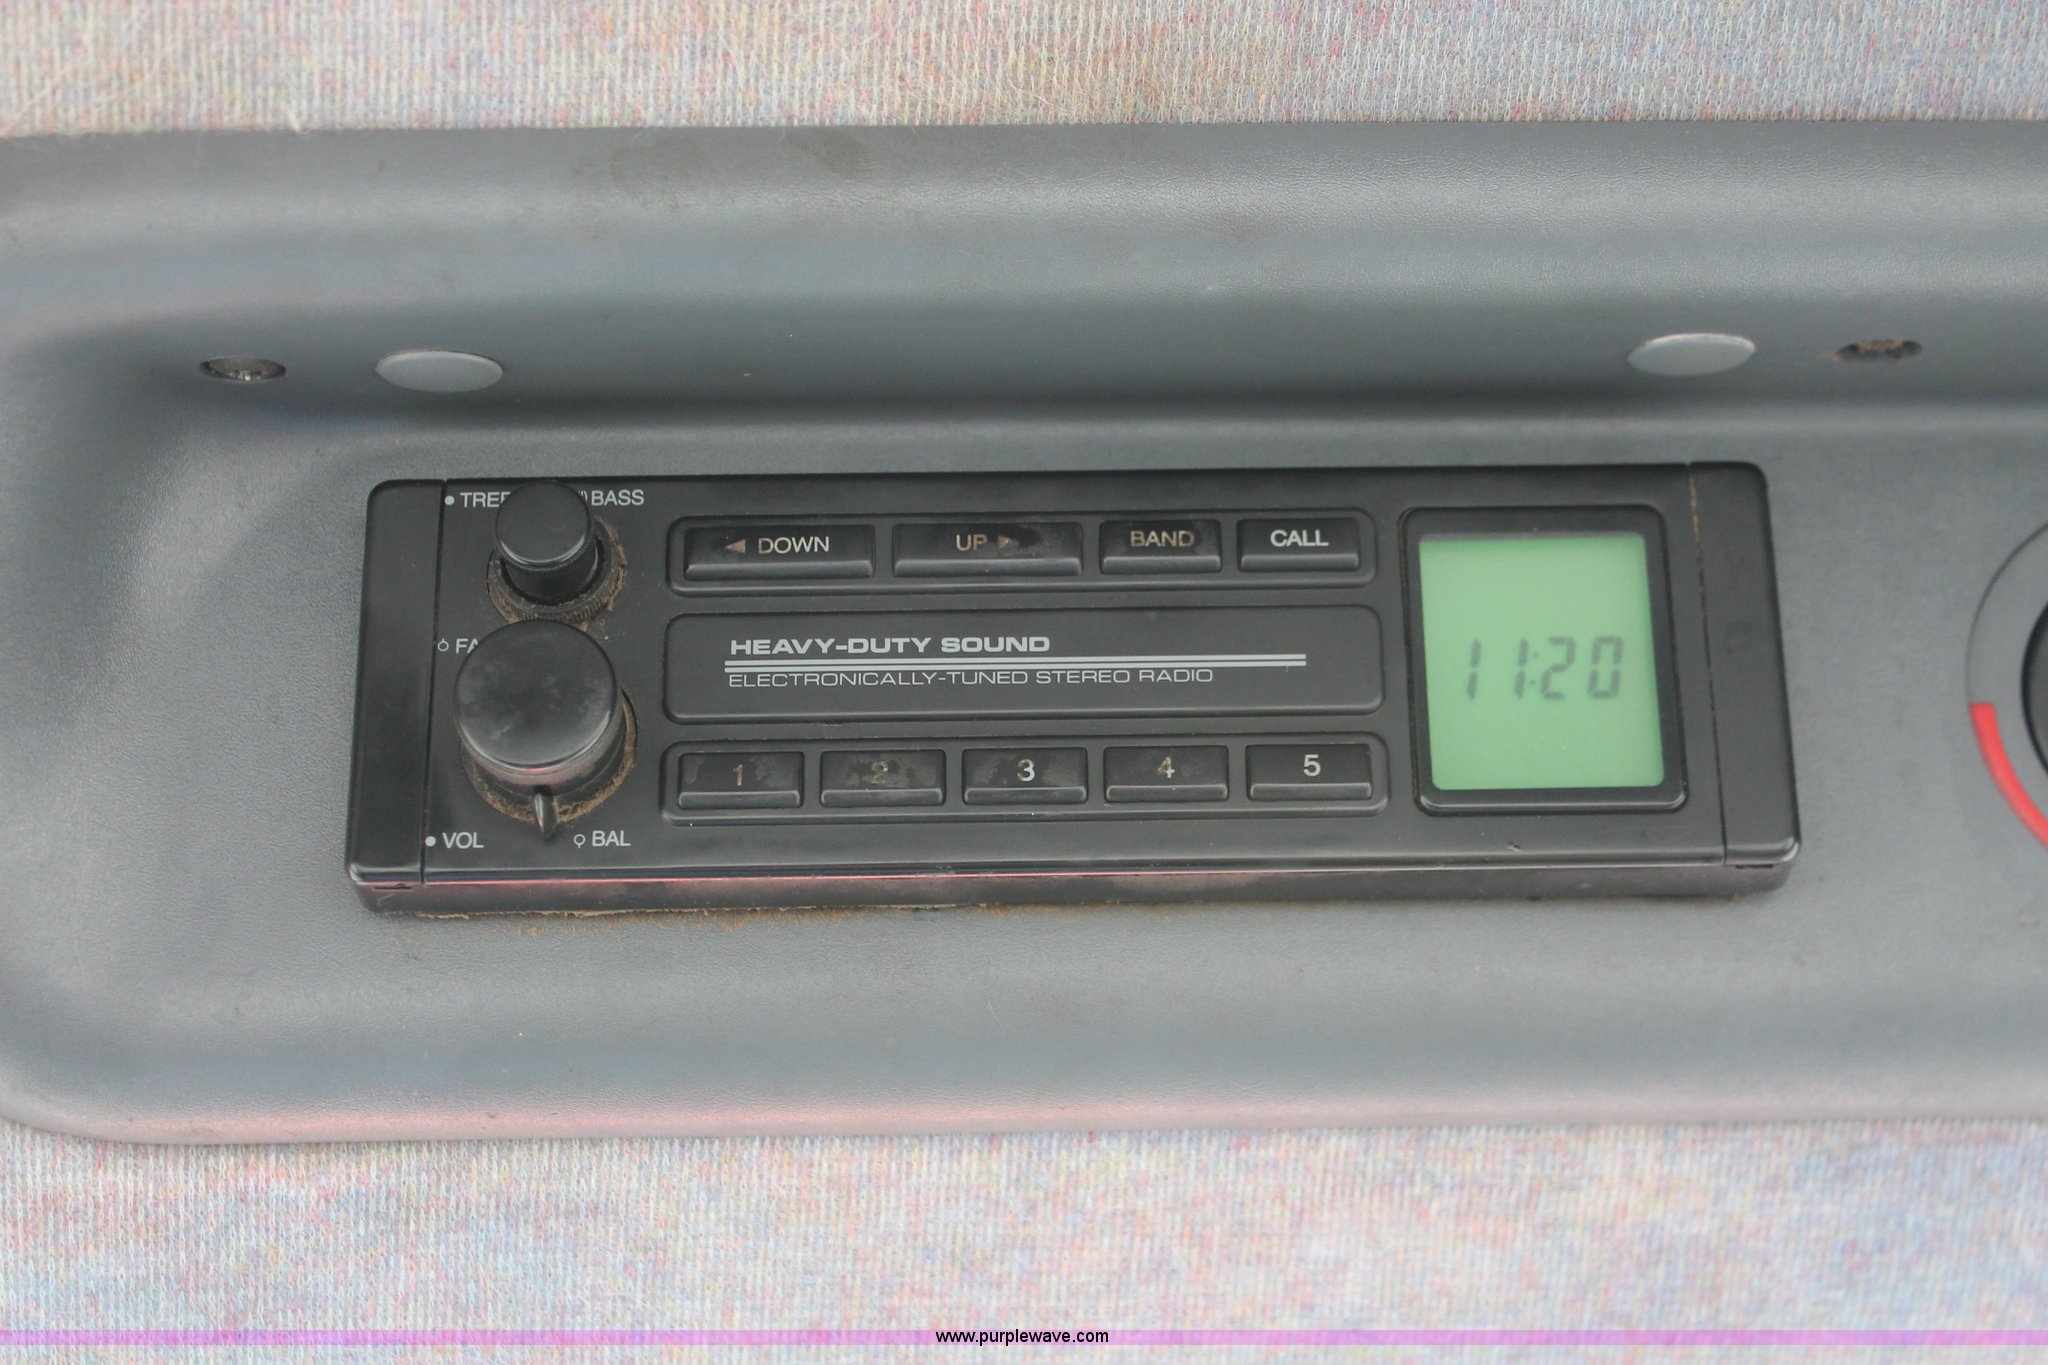 BASS
DOWN UP BAND CALL
HEAVY-DUTY SOUND
ELECTRONICALLY-TUNED STEREO RADIO
11:20
1 2 3 4 5
VOL BAL
www.purplewave.com